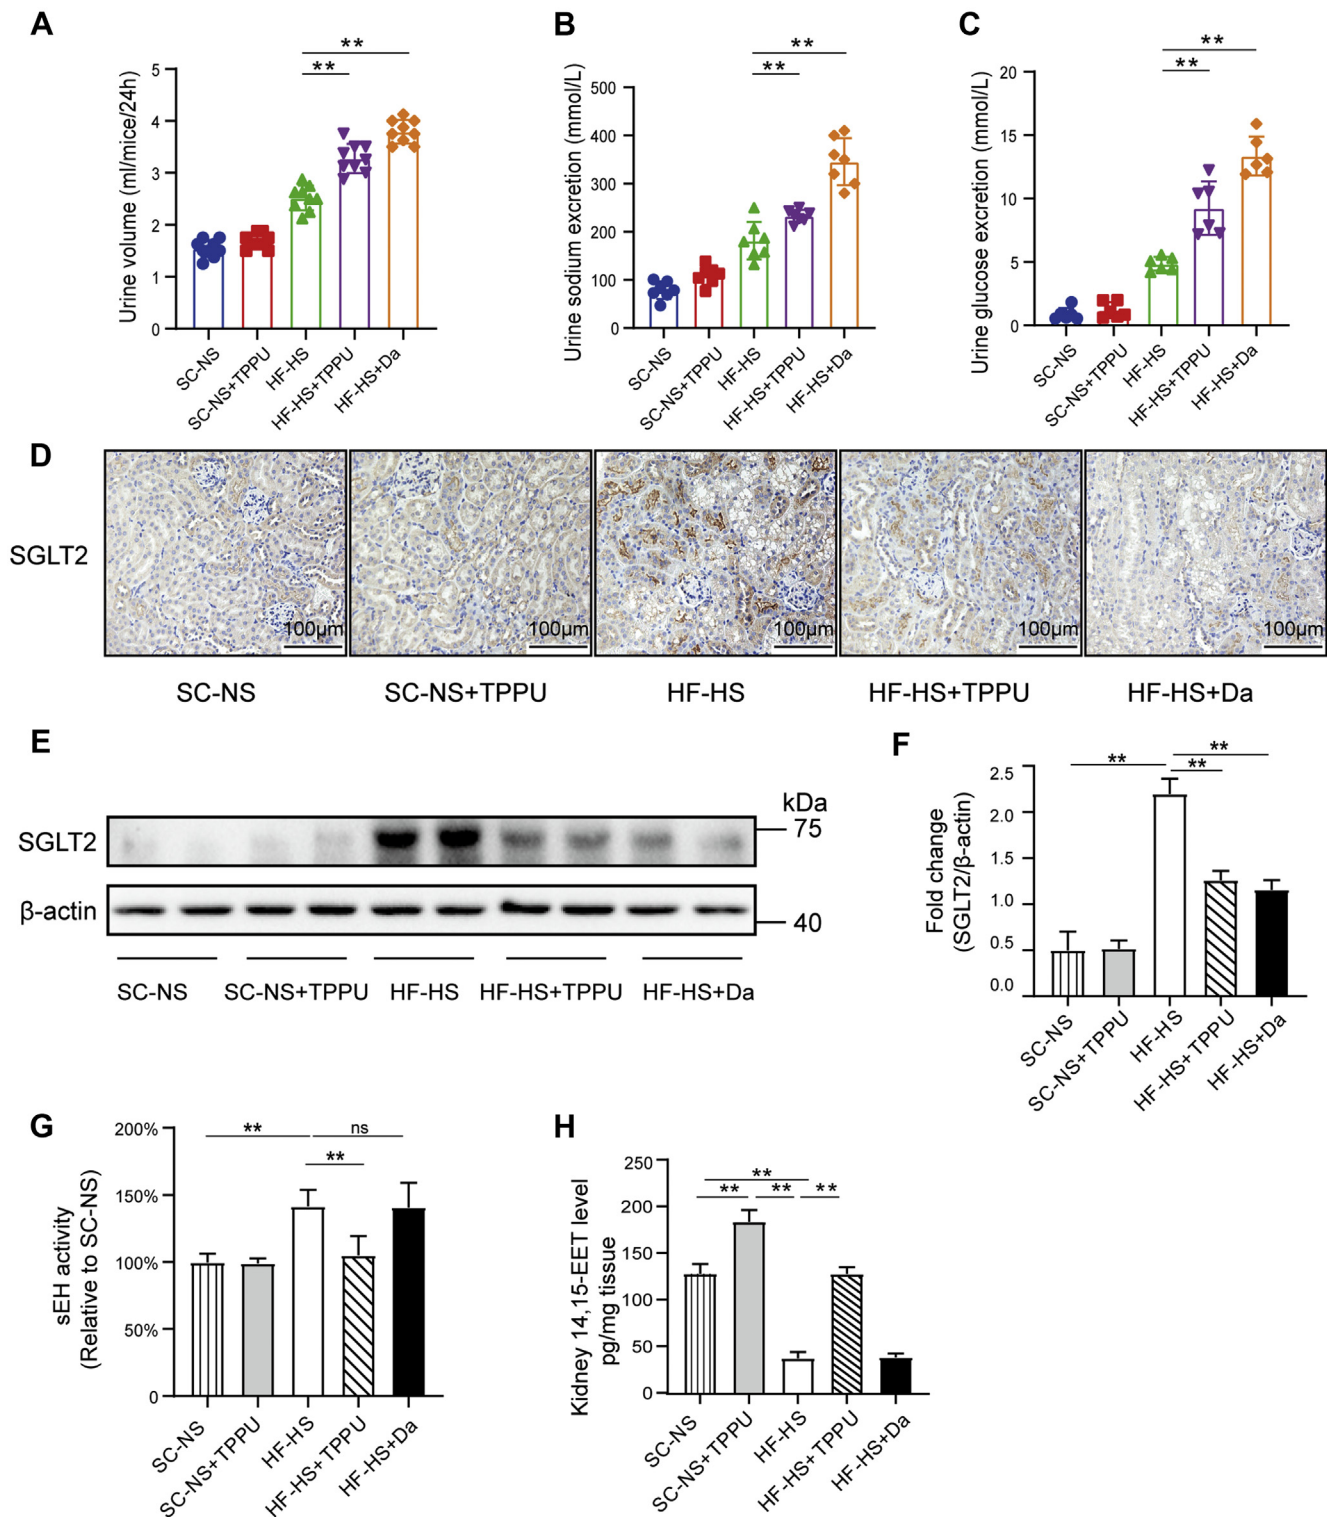 A
Urine volume (ml/mice/24h)
5
4
3
2
1
0
**
**
SC-NS
SC-NS+TPPU
HF-HS
HF-HS+TPPU
HF-HS+Da
B
Urine sodium excretion (mmol/L)
500
400
300
200
100
0
**
**
SC-NS
SC-NS+TPPU
HF-HS
HF-HS+TPPU
HF-HS+Da
C
Urine glucose excretion (mmol/L)
20
15
10
5
0
**
**
SC-NS
SC-NS+TPPU
HF-HS
HF-HS+TPPU
HF-HS+Da
D
SGLT2
100μm
100μm
100μm
100μm
100μm
SC-NS
SC-NS+TPPU
HF-HS
HF-HS+TPPU
HF-HS+Da
E
kDa
SGLT2
75
β-actin
40
SC-NS
SC-NS+TPPU
HF-HS
HF-HS+TPPU
HF-HS+Da
F
Fold change
(SGLT2/β-actin)
2.5
2.0
1.5
1.0
0.5
0.0
**
**
**
SC-NS
SC-NS+TPPU
HF-HS
HF-HS+TPPU
HF-HS+Da
G
sEH activity
(Relative to SC-NS)
200%
150%
100%
50%
0
**
ns
**
SC-NS
SC-NS+TPPU
HF-HS
HF-HS+TPPU
HF-HS+Da
H
Kidney 14,15-EET level
pg/mg tissue
250
200
150
100
50
0
**
**
**
**
SC-NS
SC-NS+TPPU
HF-HS
HF-HS+TPPU
HF-HS+Da